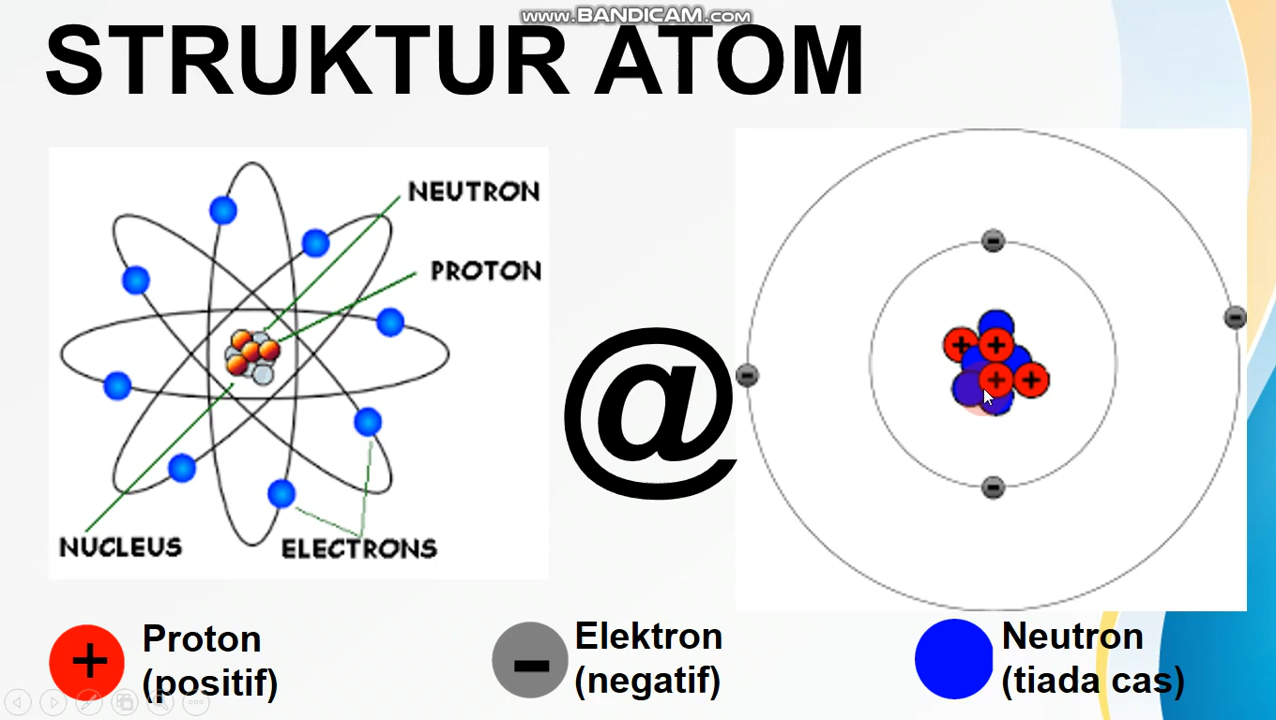 www.BANDICAM.com
STRUKTUR ATOM
NEUTRON
PROTON
NUCLEUS
ELECTRONS
@
+
Proton
(positif)
-
Elektron
(negatif)
Neutron
(tiada cas)